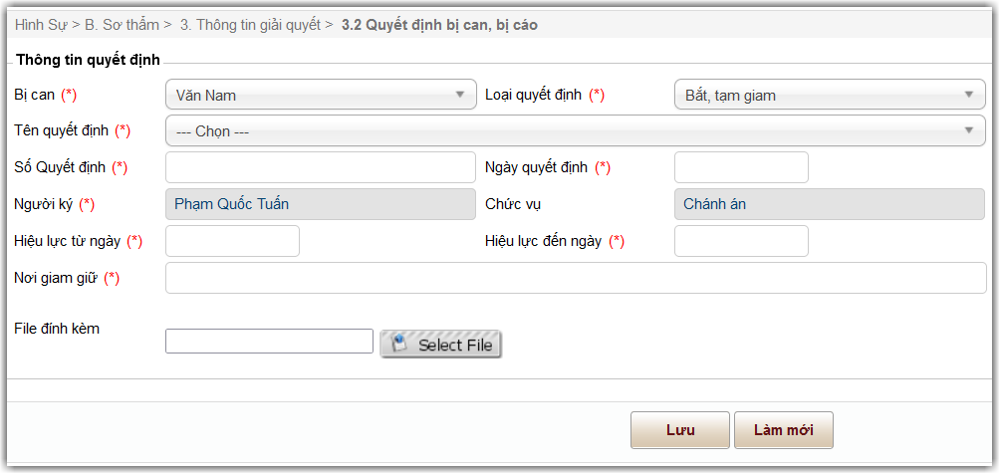 Hình Sự > B. Sơ thẩm > 3. Thông tin giải quyết > 3.2 Quyết định bị can, bị cáo
Thông tin quyết định
Bị can (*) Văn Nam Loại quyết định (*) Bắt, tạm giam
Tên quyết định (*) --- Chọn ---
Số Quyết định (*) Ngày quyết định (*)
Người ký (*) Phạm Quốc Tuấn Chức vụ Chánh án
Hiệu lực từ ngày (*) Hiệu lực đến ngày (*)
Nơi giam giữ (*)
File đính kèm Select File
Lưu Làm mới